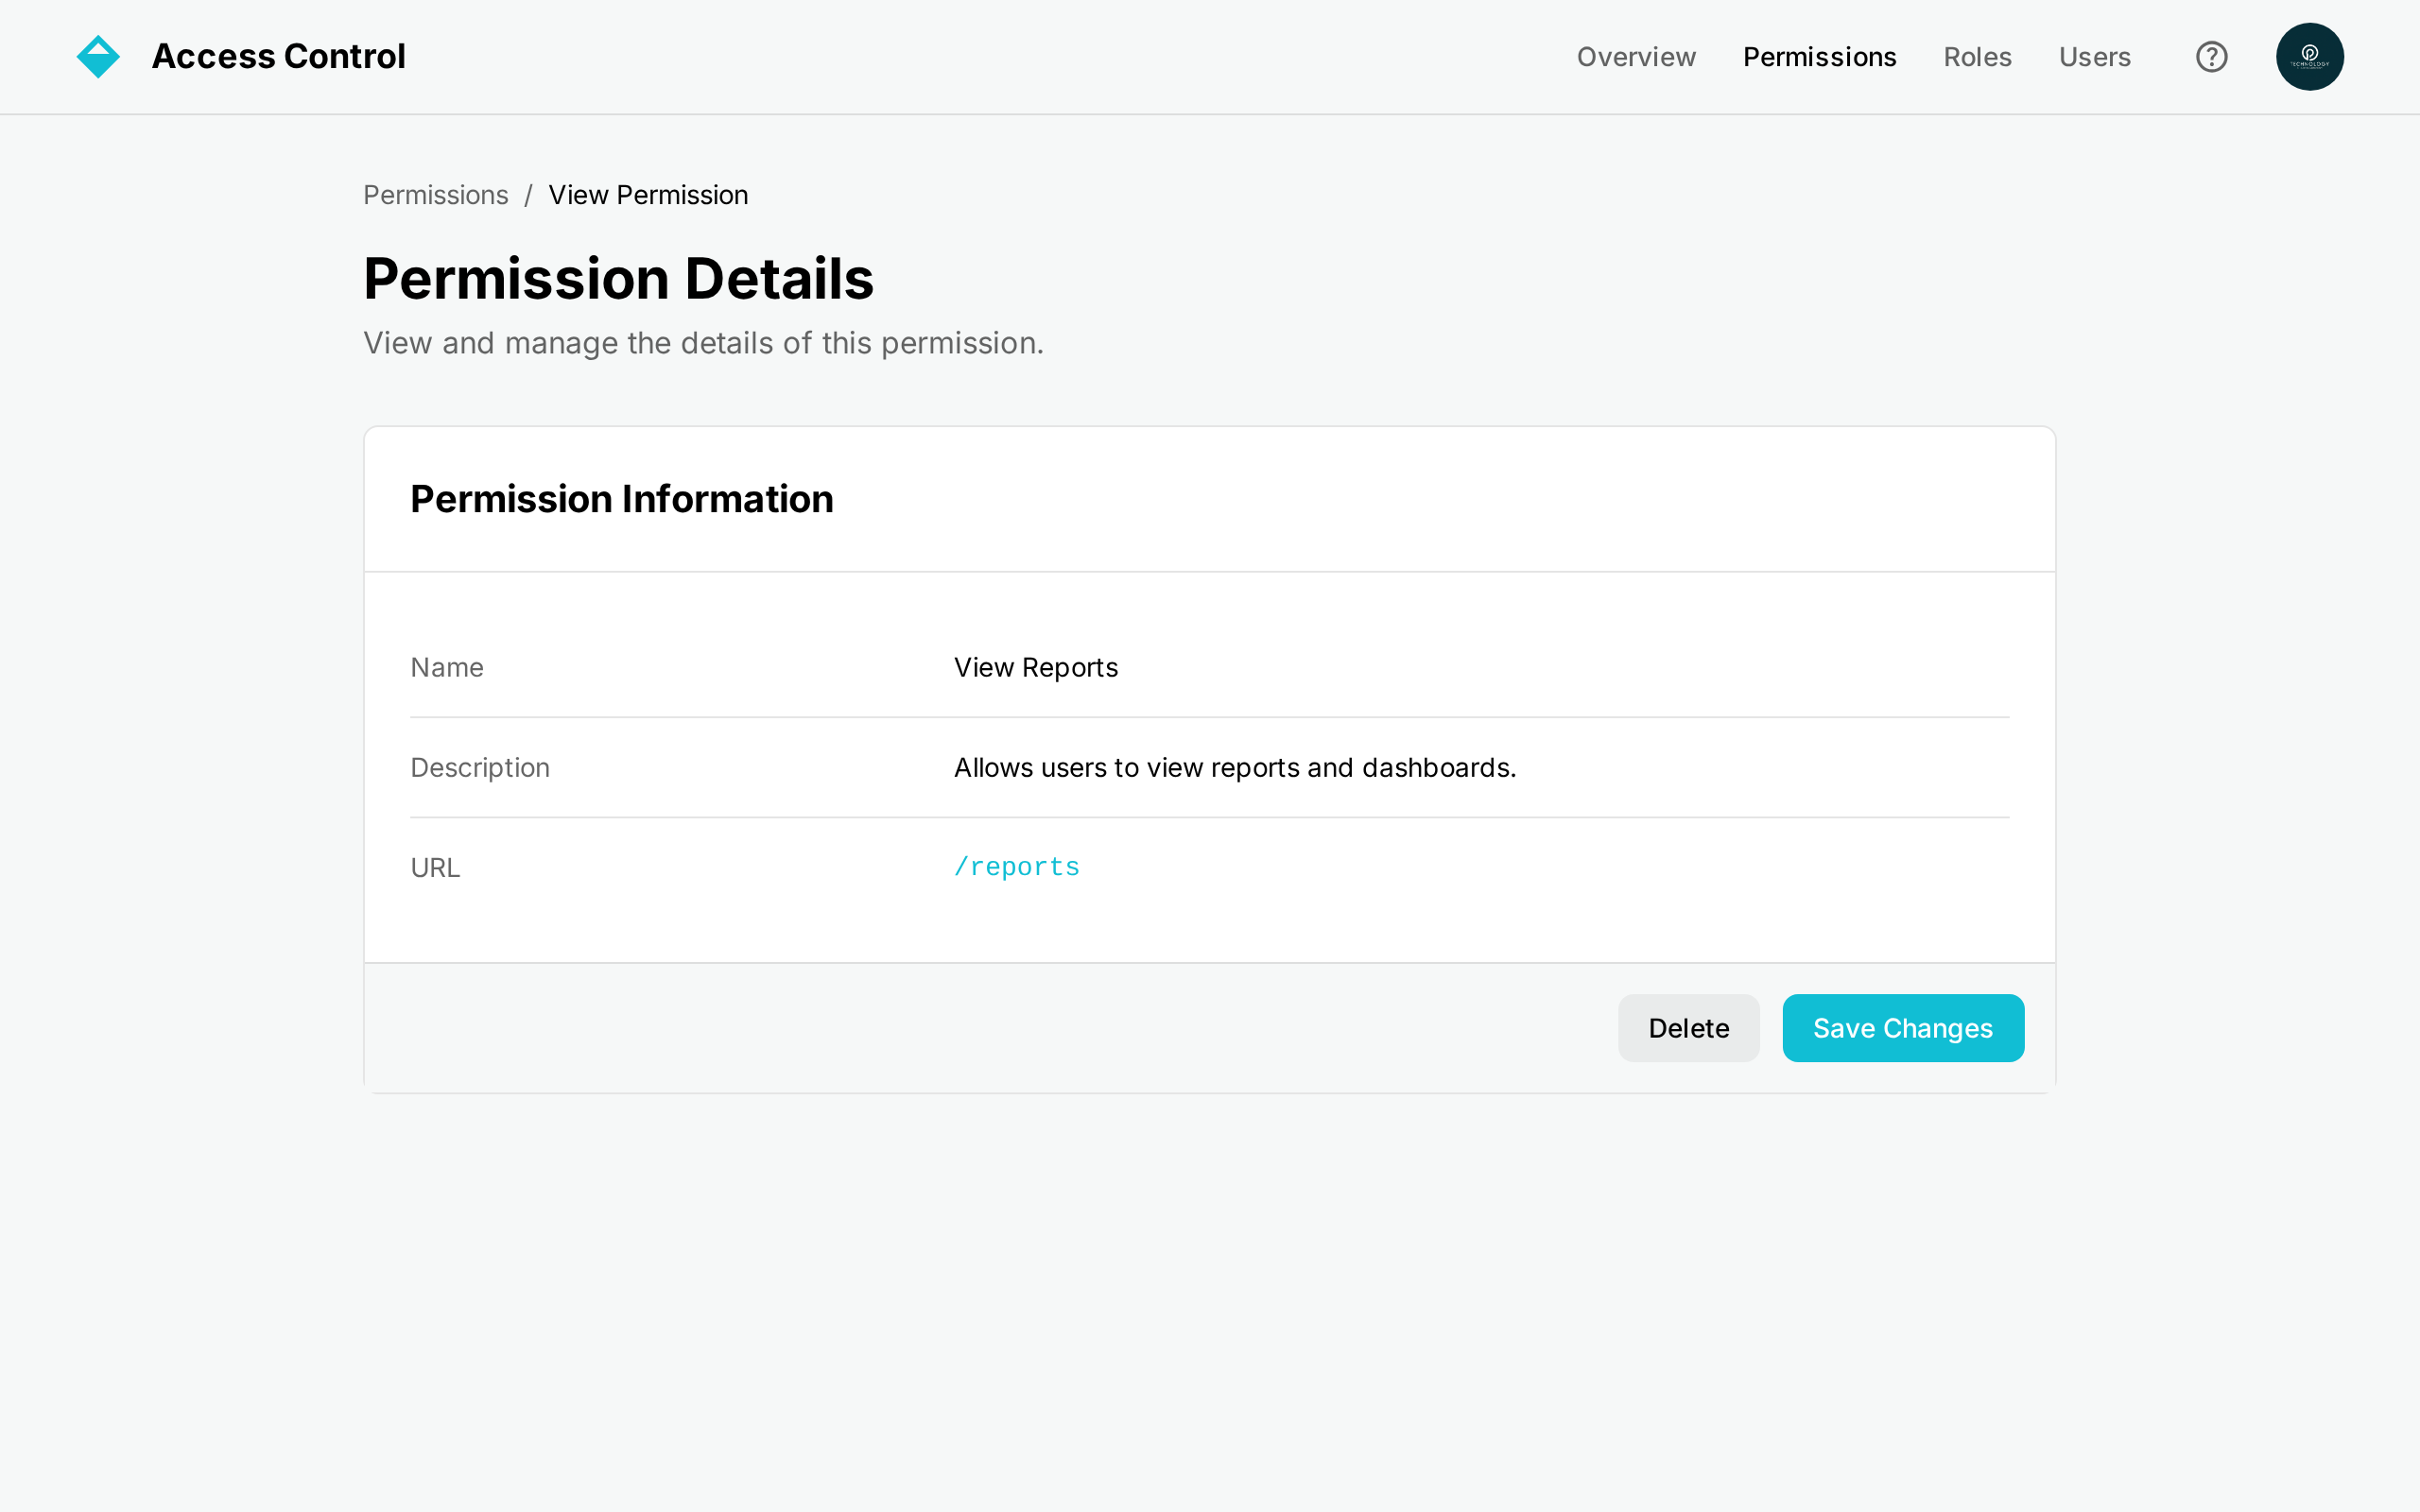 Access Control
Overview Permissions Roles Users
TECHNOLOGY
Permissions / View Permission
Permission Details
View and manage the details of this permission.
Permission Information
Name View Reports
Description Allows users to view reports and dashboards.
URL /reports
Delete Save Changes